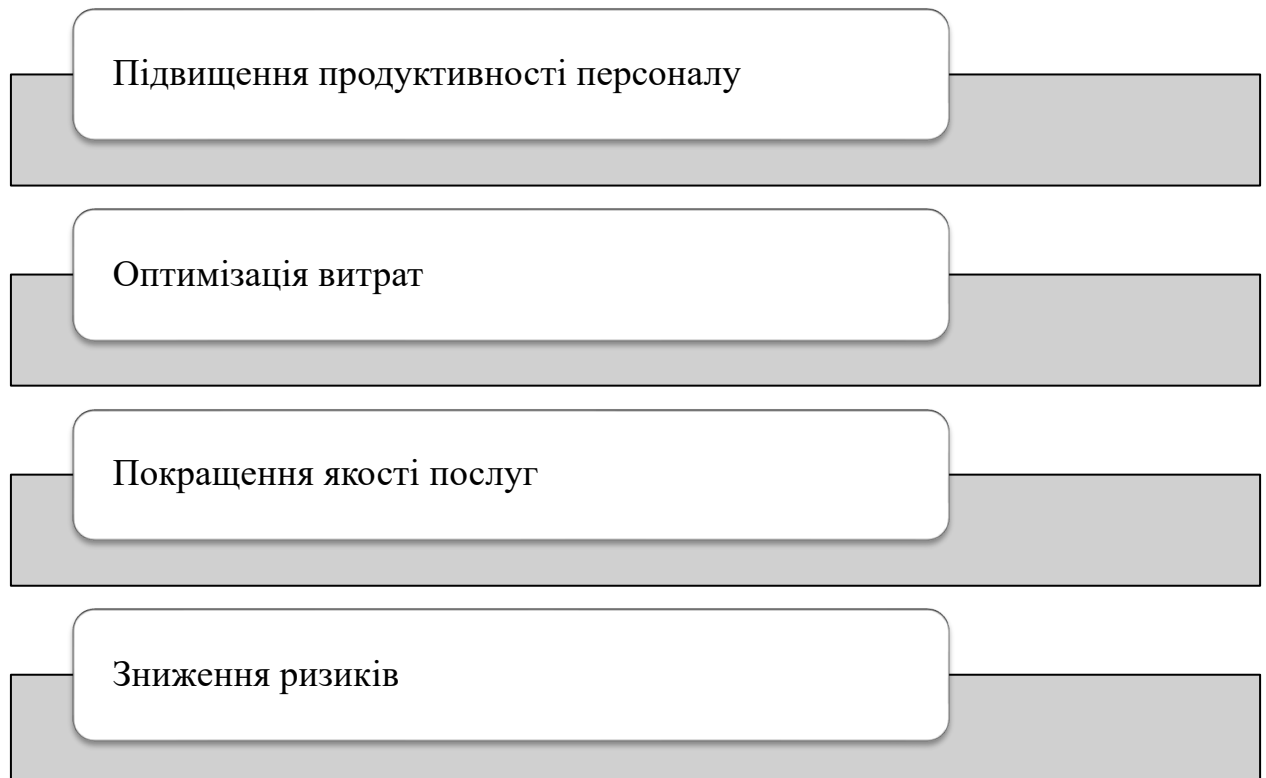 Підвищення продуктивності персоналу
Оптимізація витрат
Покращення якості послуг
Зниження ризиків